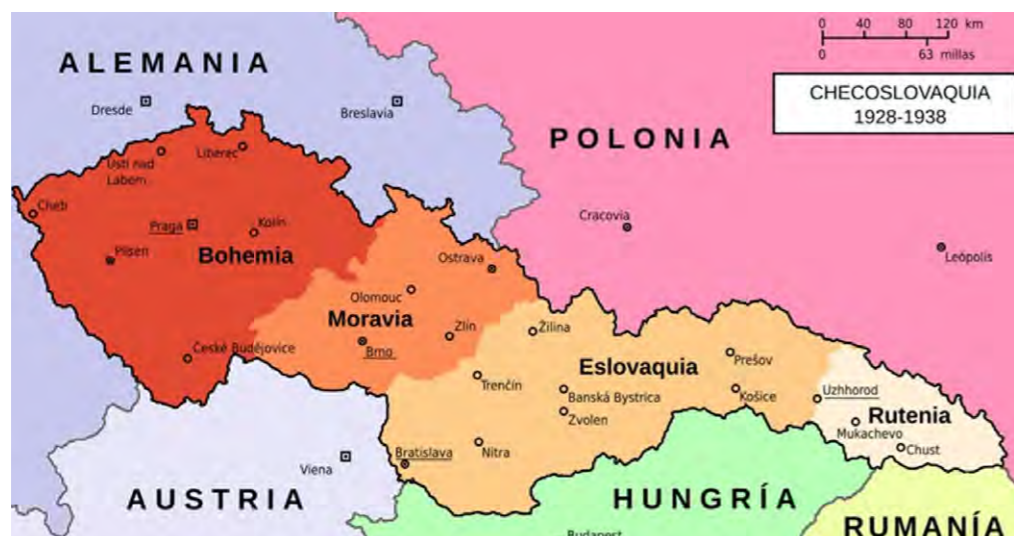 0 40 80 120 km
0 63 millas
CHECOSLOVAQUIA
1928-1938
ALEMANIA
Dresde
Breslavia
POLONIA
Ústí nad
Labem
Liberec
Cheb
Praga
Kolín
Cracovia
Pilsen
Bohemia
Ostrava
Leópolis
Olomouc
Moravia
Zlín
Žilina
Brno
České Budějovice
Eslovaquia
Prešov
Trenčín
Banská Bystrica
Košice
Uzhhorod
Zvolen
Rutenia
Mukachevo
Bratislava
Nitra
Chust
Viena
AUSTRIA
HUNGRÍA
RUMANÍA
Budapest